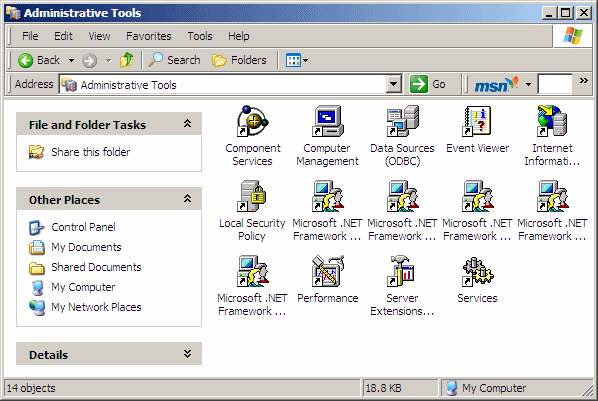 Administrative Tools
File Edit View Favorites Tools Help
Back Search Folders
Address Administrative Tools Go msn
File and Folder Tasks
Share this folder
Other Places
Control Panel
My Documents
Shared Documents
My Computer
My Network Places
Details
Component
Services
Computer
Management
Data Sources
(ODBC)
Event Viewer
Internet
Informati...
Local Security
Policy
Microsoft .NET
Framework ...
Microsoft .NET
Framework ...
Microsoft .NET
Framework ...
Microsoft .NET
Framework ...
Microsoft .NET
Framework ...
Performance
Server
Extensions...
Services
14 objects 18.8 KB My Computer